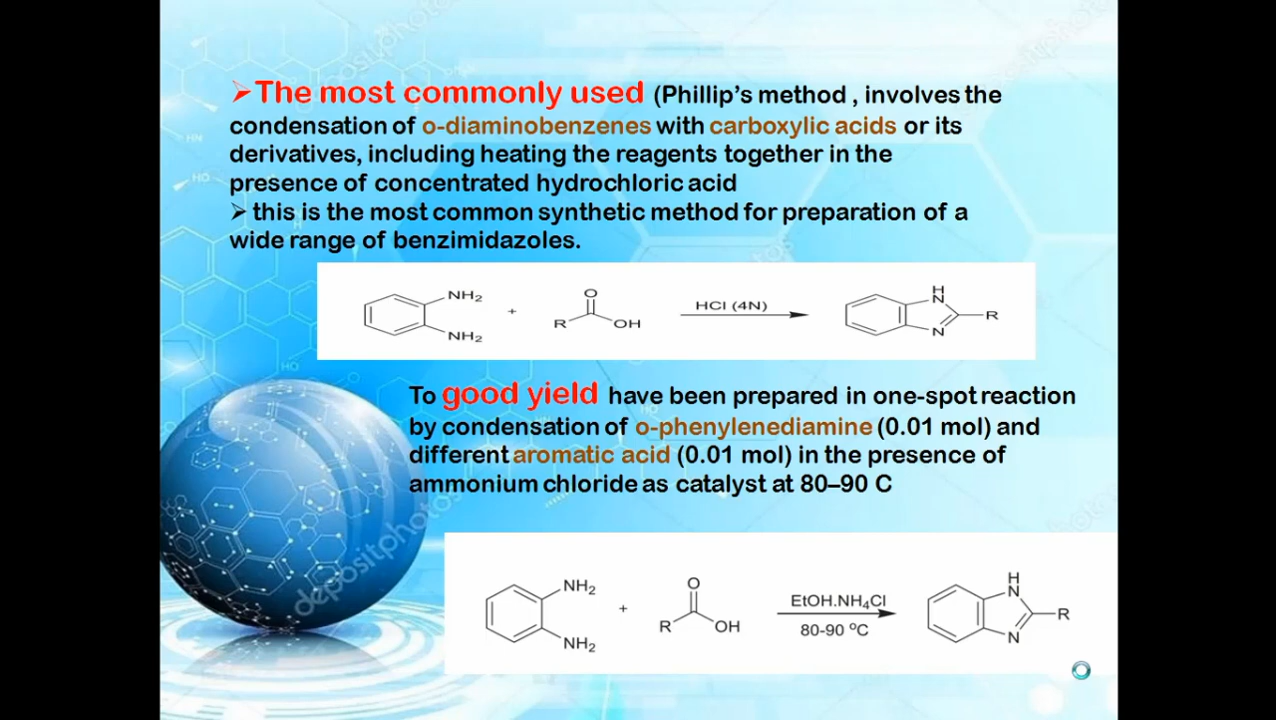 ➢The most commonly used (Phillip's method , involves the
condensation of o-diaminobenzenes with carboxylic acids or its
derivatives, including heating the reagents together in the
presence of concentrated hydrochloric acid
➢ this is the most common synthetic method for preparation of a
wide range of benzimidazoles.
NH₂
NH₂
+
O
R
OH
HCl (4N)
H
N
N
R
To good yield have been prepared in one-spot reaction
by condensation of o-phenylenediamine (0.01 mol) and
different aromatic acid (0.01 mol) in the presence of
ammonium chloride as catalyst at 80–90 C
NH₂
NH₂
+
O
R
OH
EtOH.NH₄Cl
80-90 ºC
H
N
N
R
depositphotos